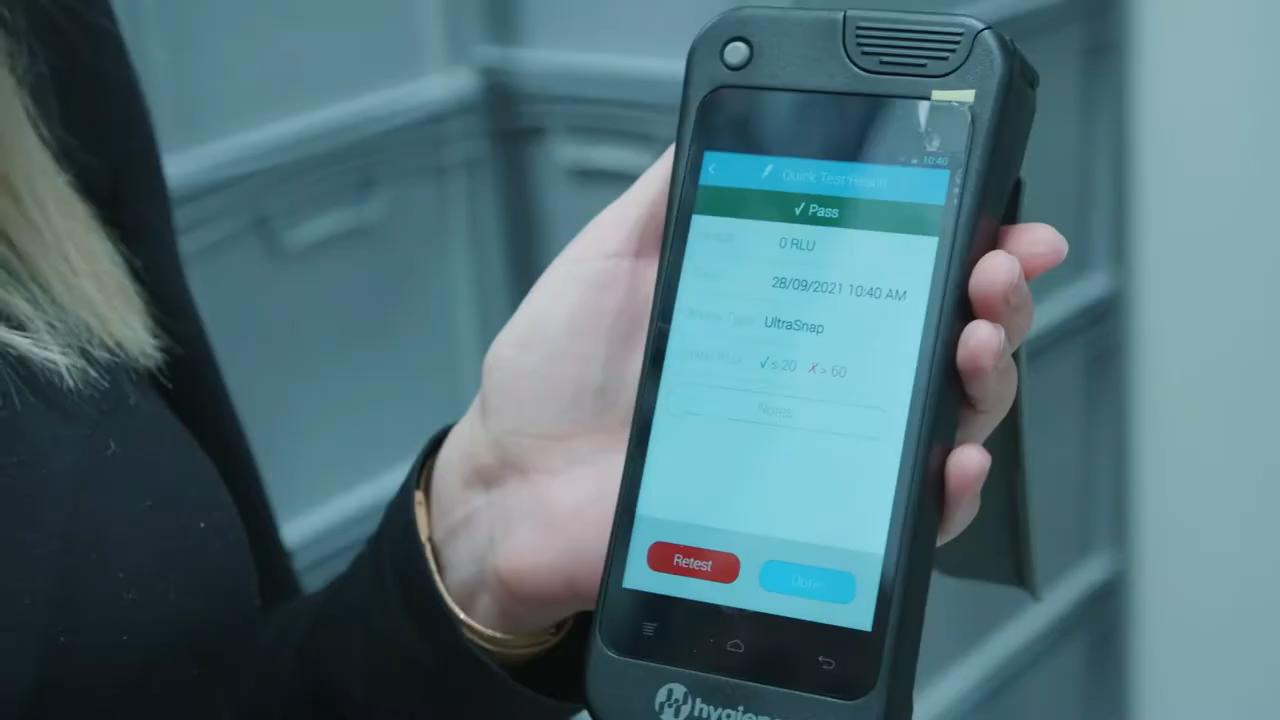 10:40
Quick Test Result
✓ Pass
0 RLU
28/09/2021 10:40 AM
Type UltraSnap
✓ ≤ 20 ✗ > 60
Notes
Retest Done